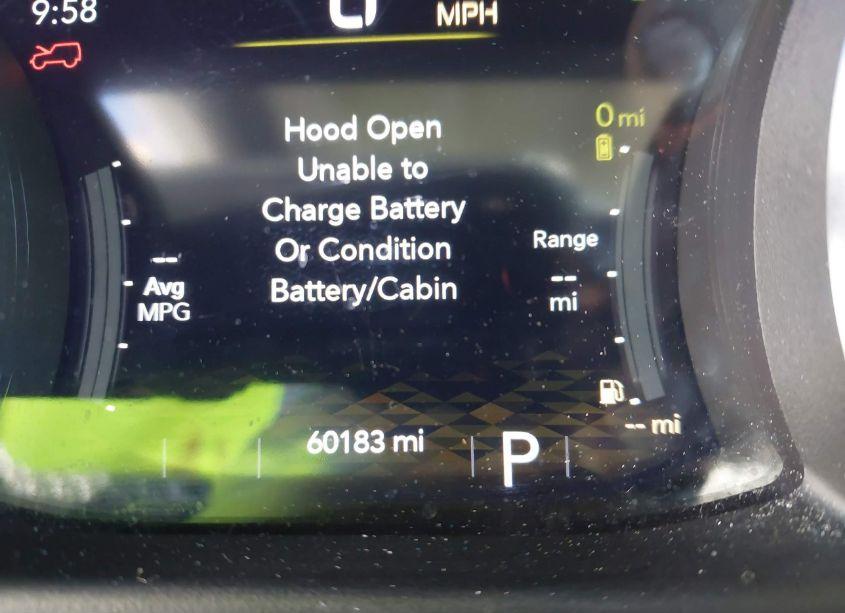 9:58
0 MPH
Hood Open
Unable to
Charge Battery
Or Condition
Battery/Cabin
0 mi
Range
--
mi
--
Avg
MPG
60183 mi
P
-- mi